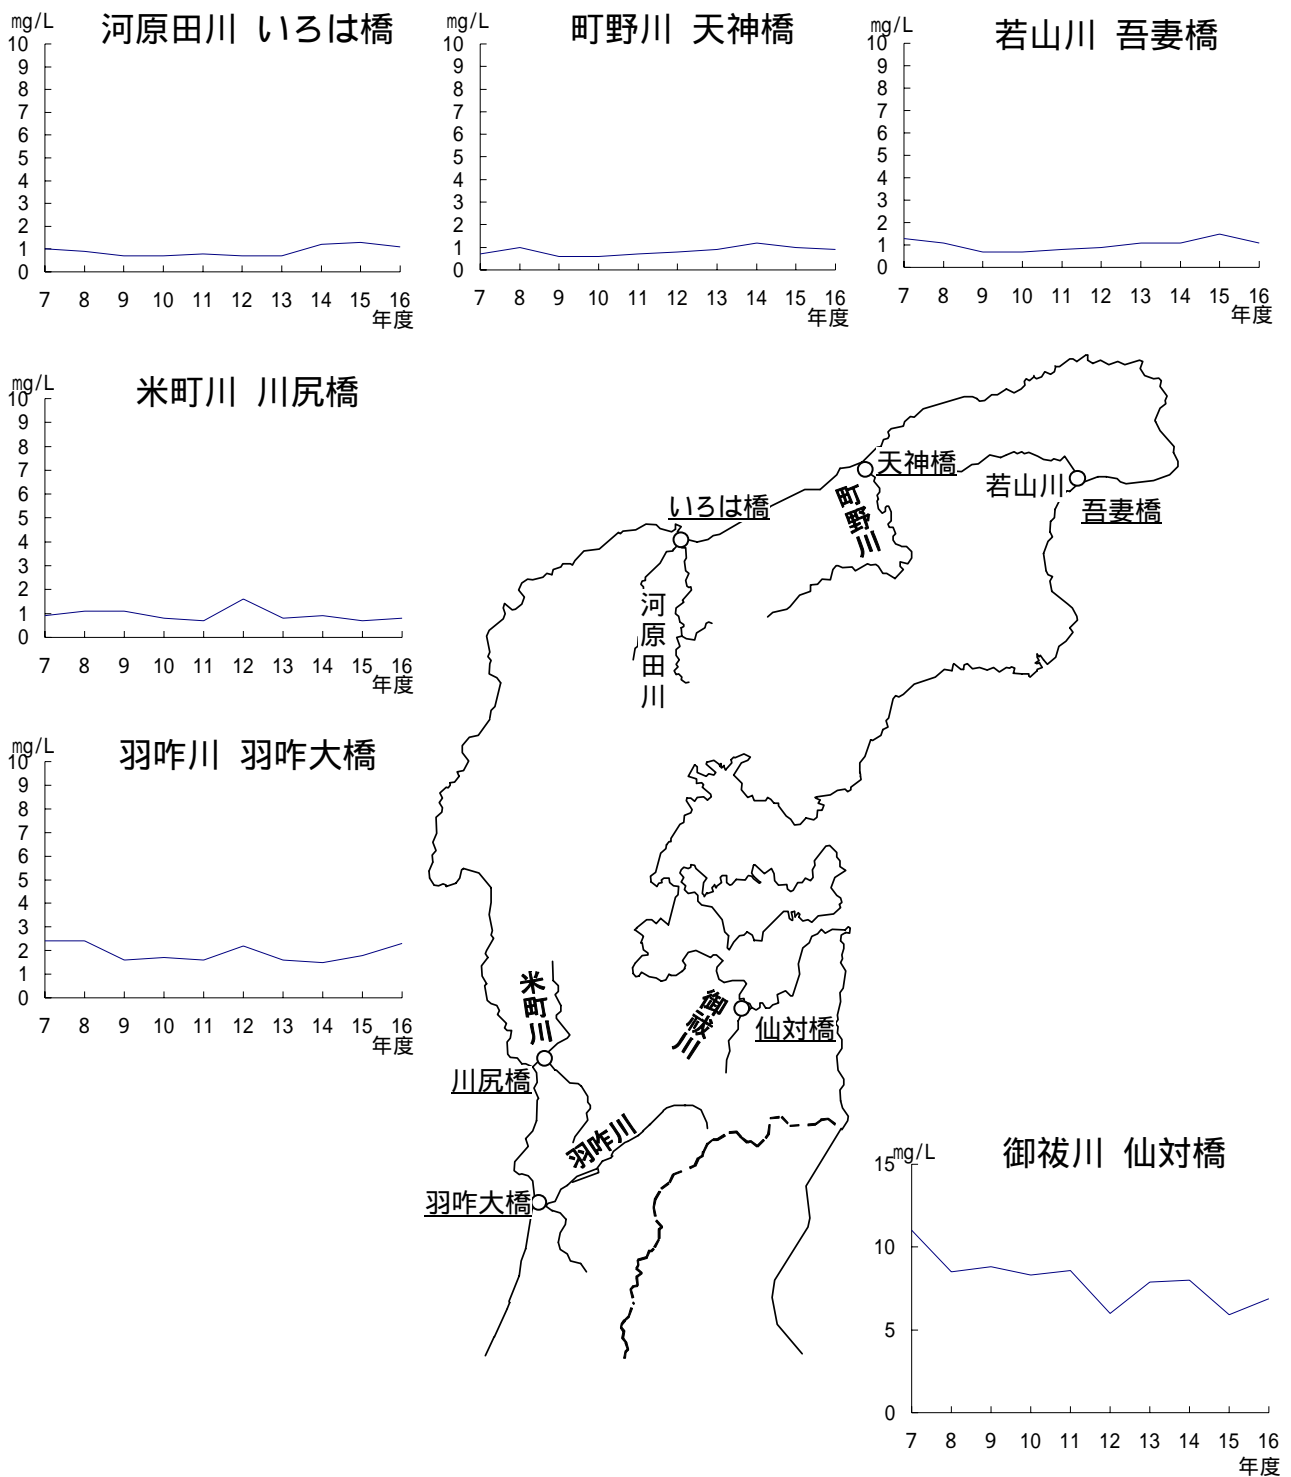 mg/L
河原田川 いろは橋
10
9
8
7
6
5
4
3
2
1
0
7 8 9 10 11 12 13 14 15 16
年度
mg/L
町野川 天神橋
10
9
8
7
6
5
4
3
2
1
0
7 8 9 10 11 12 13 14 15 16
年度
mg/L
若山川 吾妻橋
10
9
8
7
6
5
4
3
2
1
0
7 8 9 10 11 12 13 14 15 16
年度
mg/L
米町川 川尻橋
10
9
8
7
6
5
4
3
2
1
0
7 8 9 10 11 12 13 14 15 16
年度
mg/L
羽咋川 羽咋大橋
10
9
8
7
6
5
4
3
2
1
0
7 8 9 10 11 12 13 14 15 16
年度
天神橋
町野川
若山川
吾妻橋
いろは橋
河原田川
米町川
川尻橋
御祓川
仙対橋
羽咋川
羽咋大橋
mg/L
御祓川 仙対橋
15
10
5
0
7 8 9 10 11 12 13 14 15 16
年度